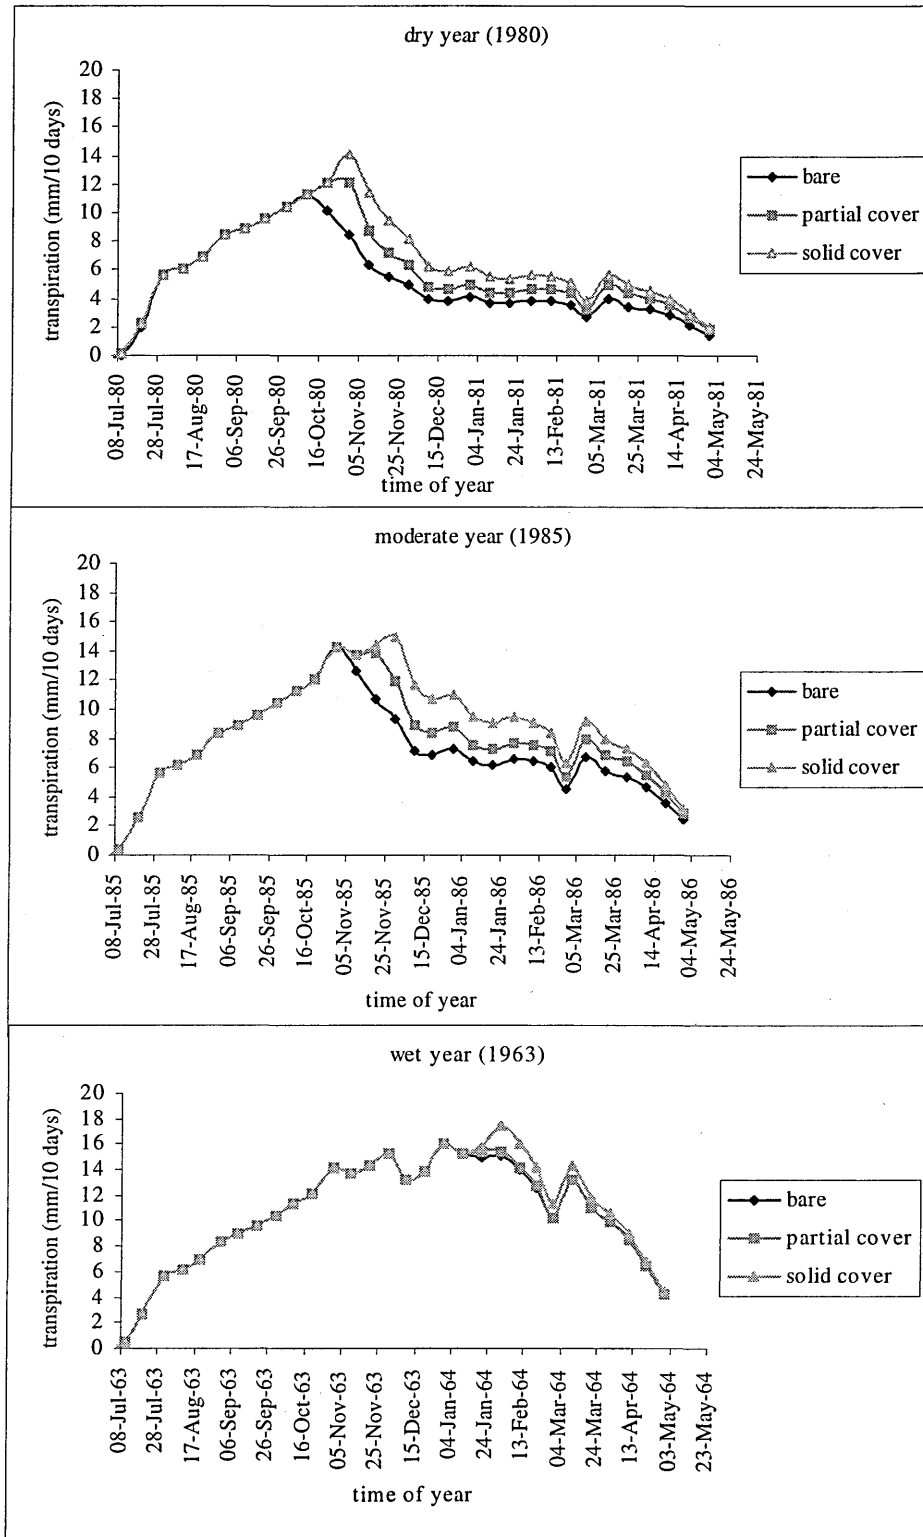 dry year (1980)
transpiration (mm/10 days)
20
18
16
14
12
10
8
6
4
2
0
08-Jul-80
28-Jul-80
17-Aug-80
06-Sep-80
26-Sep-80
16-Oct-80
05-Nov-80
25-Nov-80
15-Dec-80
04-Jan-81
24-Jan-81
13-Feb-81
05-Mar-81
25-Mar-81
14-Apr-81
04-May-81
24-May-81
time of year
bare
partial cover
solid cover
moderate year (1985)
transpiration (mm/10 days)
20
18
16
14
12
10
8
6
4
2
0
08-Jul-85
28-Jul-85
17-Aug-85
06-Sep-85
26-Sep-85
16-Oct-85
05-Nov-85
25-Nov-85
15-Dec-85
04-Jan-86
24-Jan-86
13-Feb-86
05-Mar-86
25-Mar-86
14-Apr-86
04-May-86
24-May-86
time of year
bare
partial cover
solid cover
wet year (1963)
transpiration (mm/10 days)
20
18
16
14
12
10
8
6
4
2
0
08-Jul-63
28-Jul-63
17-Aug-63
06-Sep-63
26-Sep-63
16-Oct-63
05-Nov-63
25-Nov-63
15-Dec-63
04-Jan-64
24-Jan-64
13-Feb-64
04-Mar-64
24-Mar-64
13-Apr-64
03-May-64
23-May-64
time of year
bare
partial cover
solid cover